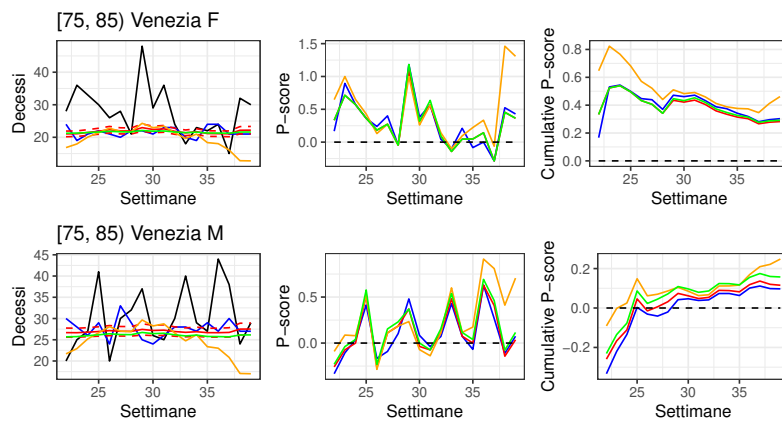 [75, 85) Venezia F
Decessi
20
30
40
25
30
35
Settimane
P-score
0.0
0.5
1.0
1.5
25
30
35
Settimane
Cumulative P-score
0.0
0.2
0.4
0.6
0.8
25
30
35
Settimane
[75, 85) Venezia M
Decessi
20
25
30
35
40
45
25
30
35
Settimane
P-score
0.0
0.5
25
30
35
Settimane
Cumulative P-score
−0.2
0.0
0.2
25
30
35
Settimane